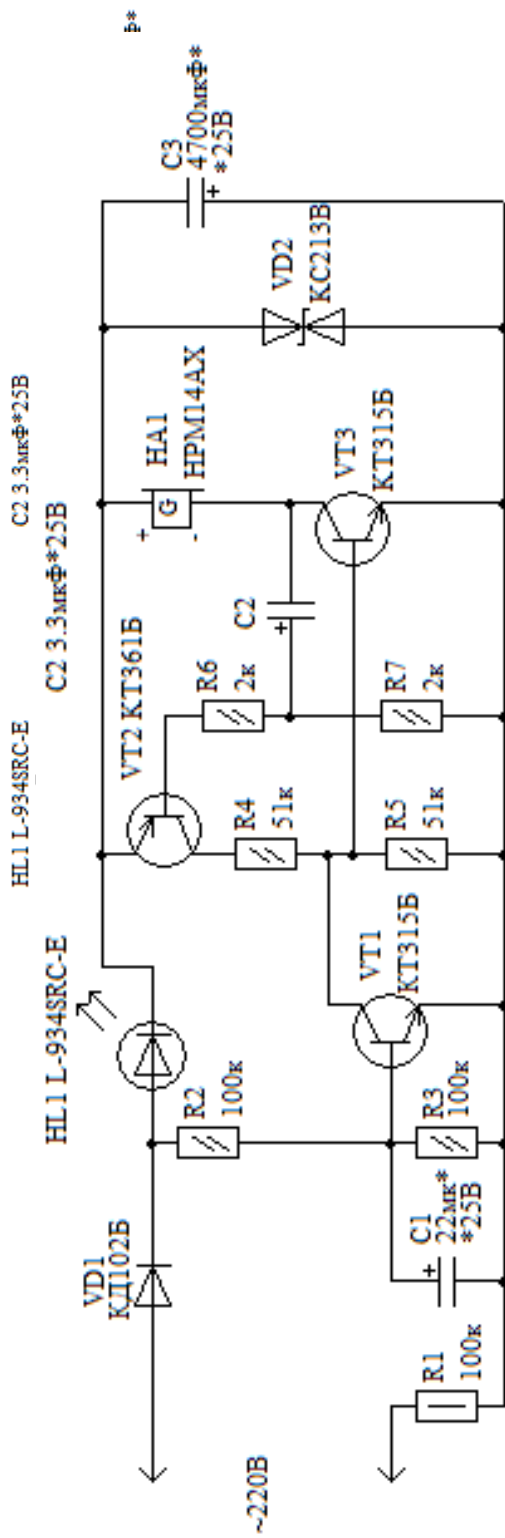 HL1 L-934SRC-E
C2 3.3мкФ*25В
Ф*
HL1 L-934SRC-E
C2 3.3мкФ*25В
VT2 КТ361Б
HA1
HPM14AX
C3
4700мкФ*
*25В
VD1
КД102Б
R2
100к
R4
51к
R6
2к
C2
+
+
-
G
VD2
КС213В
+
~220В
VT1
КТ315Б
VT3
КТ315Б
R1
100к
C1
22мк*
*25В
+
R3
100к
R5
51к
R7
2к